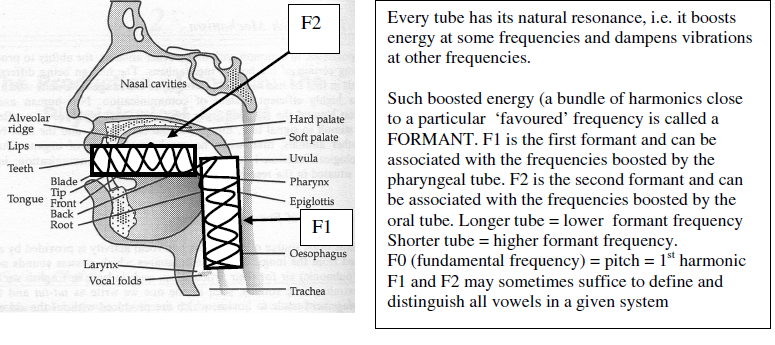 F2
Nasal cavities
Alveolar
ridge
Lips
Teeth
Blade
Tip
Tongue Front
Back
Root
Larynx
Vocal folds
Hard palate
Soft palate
Uvula
Pharynx
Epiglottis
F1
Oesophagus
Trachea
Every tube has its natural resonance, i.e. it boosts
energy at some frequencies and dampens vibrations
at other frequencies.
Such boosted energy (a bundle of harmonics close
to a particular ‘favoured’ frequency is called a
FORMANT. F1 is the first formant and can be
associated with the frequencies boosted by the
pharyngeal tube. F2 is the second formant and can
be associated with the frequencies boosted by the
oral tube. Longer tube = lower formant frequency
Shorter tube = higher formant frequency.
F0 (fundamental frequency) = pitch = 1st harmonic
F1 and F2 may sometimes suffice to define and
distinguish all vowels in a given system